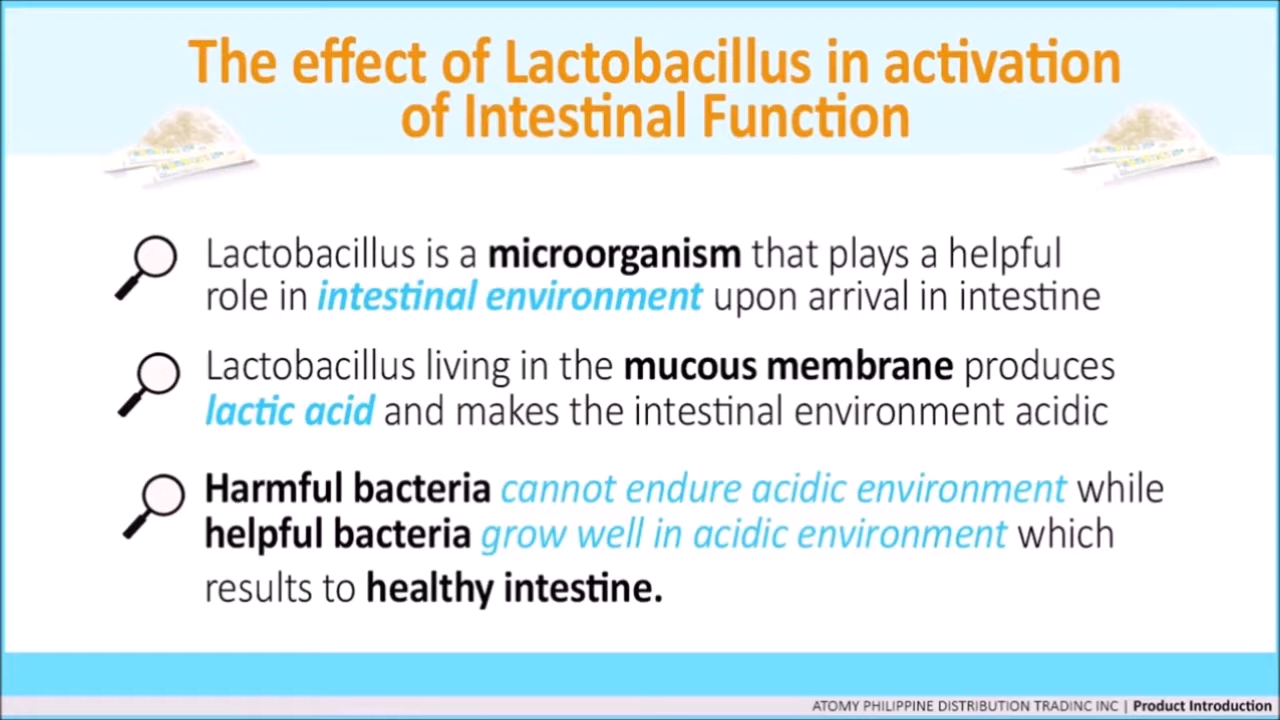 The effect of Lactobacillus in activation
of Intestinal Function
Lactobacillus is a microorganism that plays a helpful
role in intestinal environment upon arrival in intestine
Lactobacillus living in the mucous membrane produces
lactic acid and makes the intestinal environment acidic
Harmful bacteria cannot endure acidic environment while
helpful bacteria grow well in acidic environment which
results to healthy intestine.
ATOMY PHILIPPINE DISTRIBUTION TRADINC INC | Product Introduction